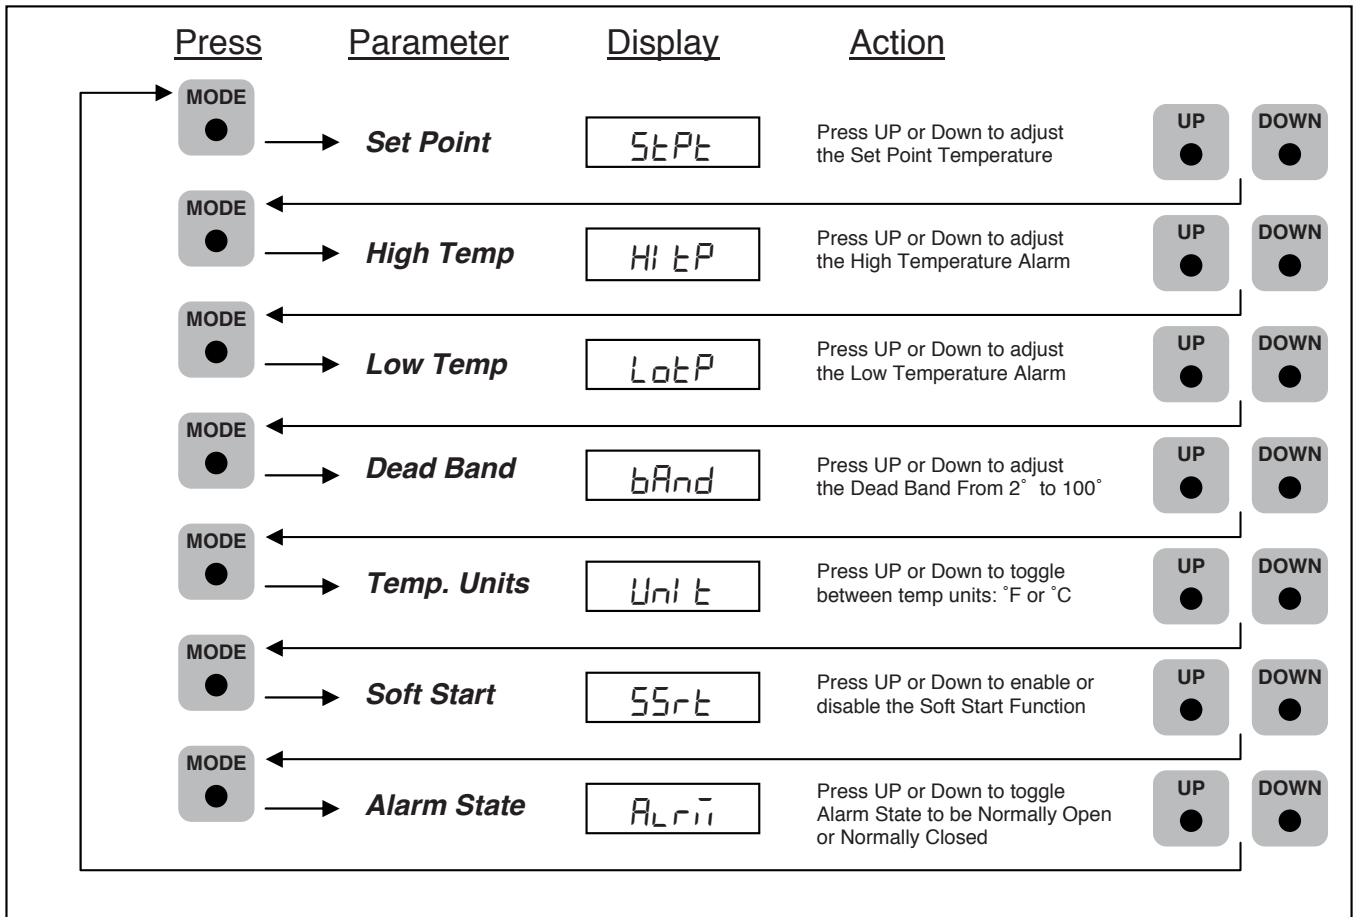 Press Parameter Display Action
MODE
Set Point
StPt
Press UP or Down to adjust
the Set Point Temperature
UP DOWN
MODE
High Temp
HI tP
Press UP or Down to adjust
the High Temperature Alarm
UP DOWN
MODE
Low Temp
LotP
Press UP or Down to adjust
the Low Temperature Alarm
UP DOWN
MODE
Dead Band
bAnd
Press UP or Down to adjust
the Dead Band From 2˚ to 100˚
UP DOWN
MODE
Temp. Units
UnI t
Press UP or Down to toggle
between temp units: ˚F or ˚C
UP DOWN
MODE
Soft Start
SSrt
Press UP or Down to enable or
disable the Soft Start Function
UP DOWN
MODE
Alarm State
ALrm
Press UP or Down to toggle
Alarm State to be Normally Open
or Normally Closed
UP DOWN